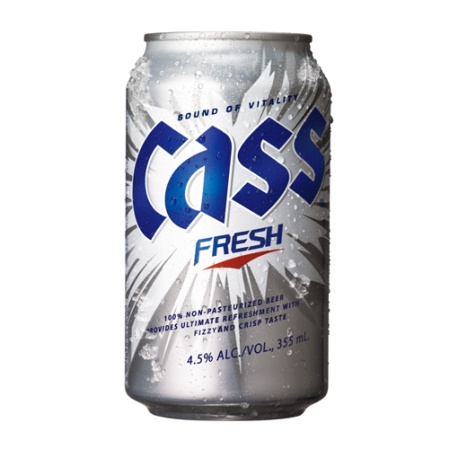 SOUND OF VITALITY
Cass
FRESH
100% NON-PASTEURIZED BEER
PROVIDES ULTIMATE REFRESHMENT WITH
FIZZY AND CRISP TASTE
4.5% ALC./VOL., 355 mL.